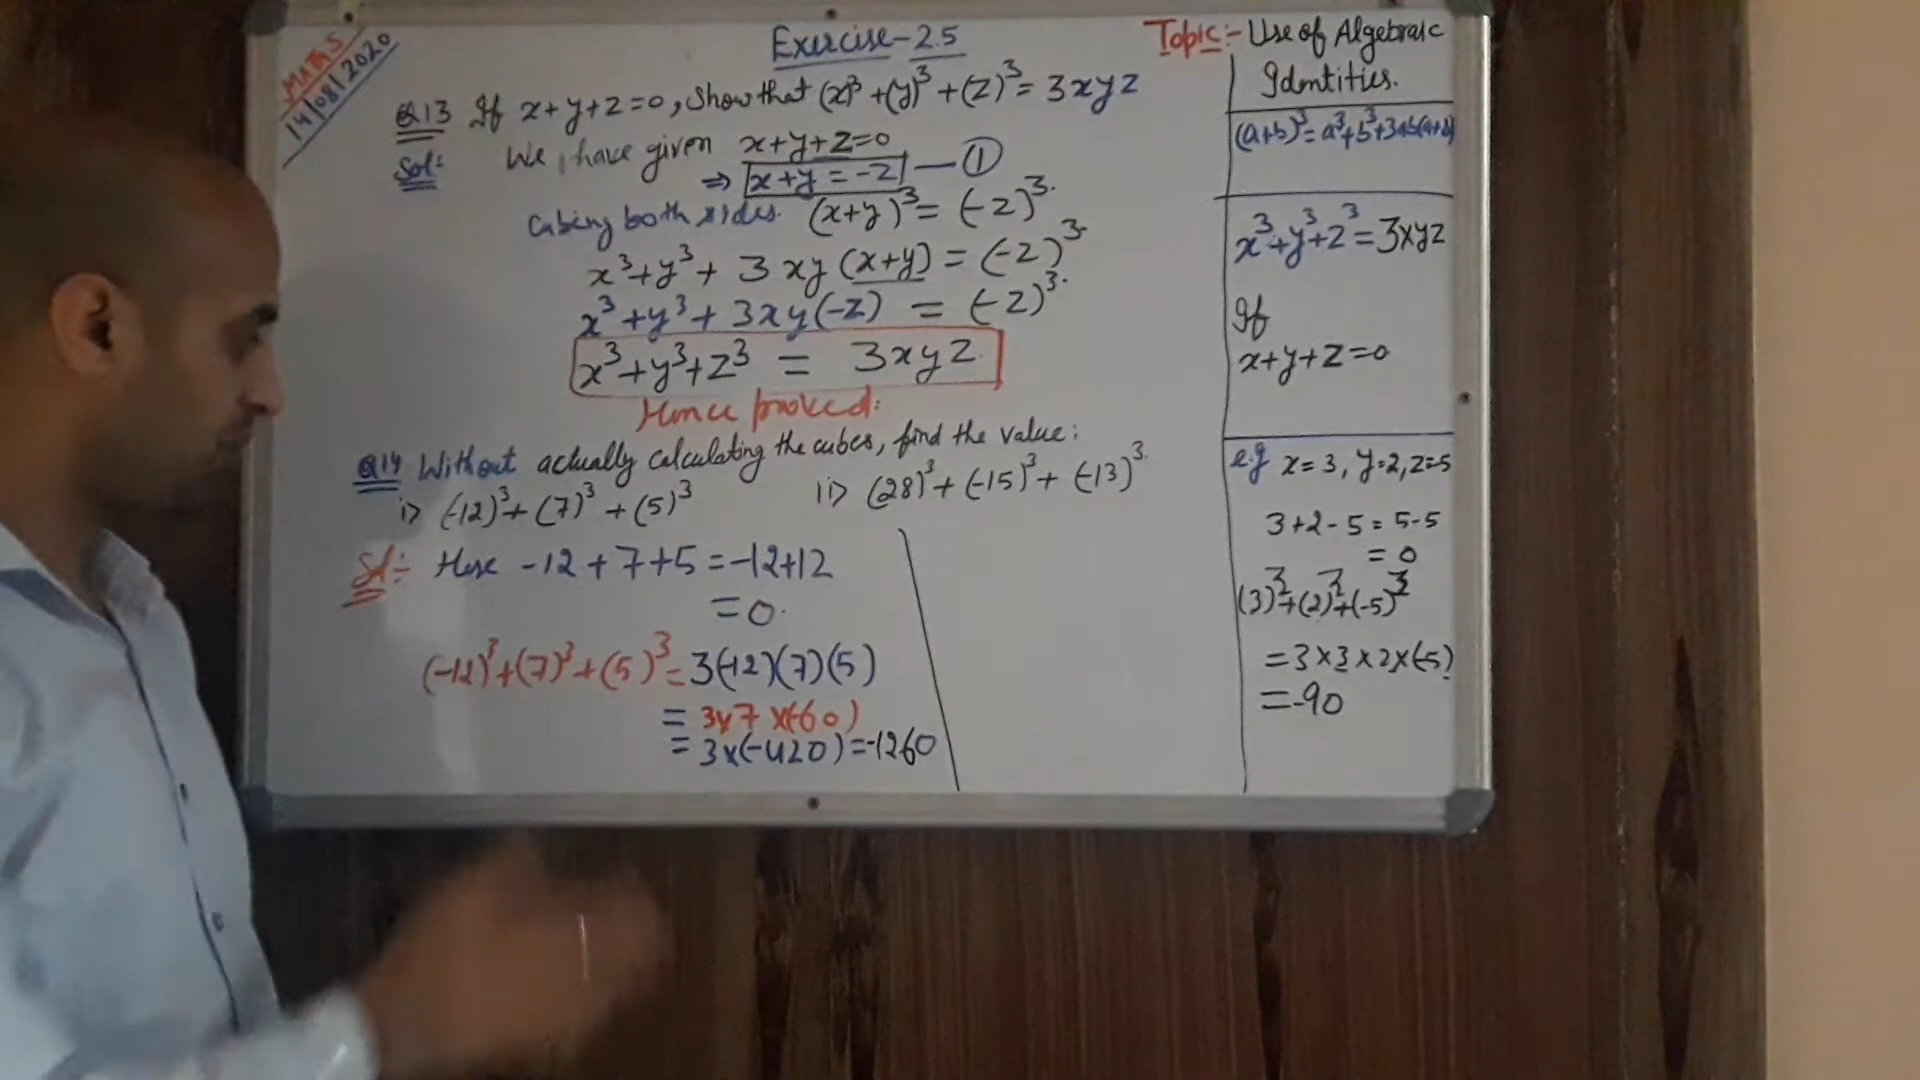 MATHS
14/08/2020
Exercise-2.5
Topic:- Use of Algebraic
Identities.
Q13 If x+y+z=0, Show that (x)³+(y)³+(z)³=3xyz
Sol: We have given x+y+z=0
⇒ x+y=-z —①
Cubing both sides. (x+y)³=(-z)³.
x³+y³+3xy(x+y)=(-z)³.
x³+y³+3xy(-z)=(-z)³.
x³+y³+z³=3xyz.
Hence proved:
Q14 Without actually calculating the cubes, find the value:
i> (-12)³+(7)³+(5)³ ii> (28)³+(-15)³+(-13)³.
Sol:- Here -12+7+5=-12+12
=0.
(-12)³+(7)³+(5)³=3(-12)(7)(5)
=3x7x(-60)
=3x(-420)=-1260
(a+b)³=a³+b³+3ab(a+b)
x³+y³+z³=3xyz
If
x+y+z=0
e.g x=3, y=2, z=-5
3+2-5=5-5
=0
(3)³+(2)³+(-5)³
=3x3x2x(-5)
=-90